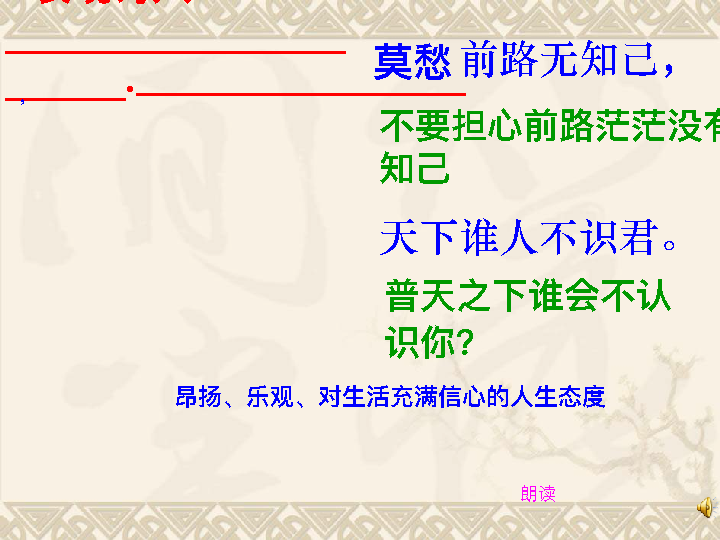 莫愁 前路无知己，
不要担心前路茫茫没有
知己
天下谁人不识君。
普天之下谁会不认
识你？
昂扬、乐观、对生活充满信心的人生态度
朗读